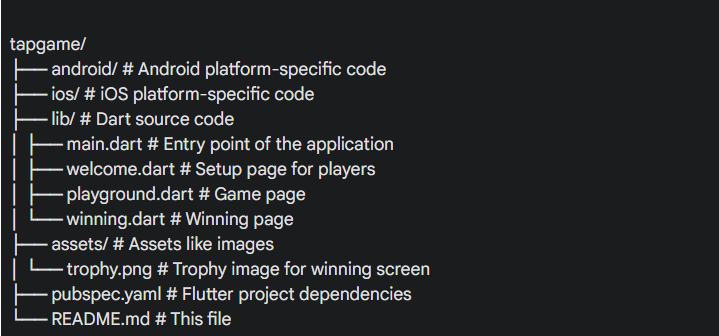 tapgame/
├── android/ # Android platform-specific code
├── ios/ # iOS platform-specific code
├── lib/ # Dart source code
│ ├── main.dart # Entry point of the application
│ ├── welcome.dart # Setup page for players
│ ├── playground.dart # Game page
│ └── winning.dart # Winning page
├── assets/ # Assets like images
│ └── trophy.png # Trophy image for winning screen
├── pubspec.yaml # Flutter project dependencies
└── README.md # This file